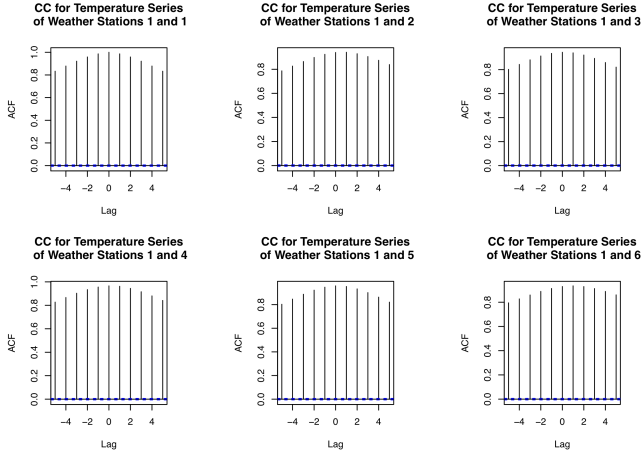 CC for Temperature Series
of Weather Stations 1 and 1
ACF
1.0
0.8
0.6
0.4
0.2
0.0
−4 −2 0 2 4
Lag
CC for Temperature Series
of Weather Stations 1 and 2
ACF
0.8
0.6
0.4
0.2
0.0
−4 −2 0 2 4
Lag
CC for Temperature Series
of Weather Stations 1 and 3
ACF
0.8
0.6
0.4
0.2
0.0
−4 −2 0 2 4
Lag
CC for Temperature Series
of Weather Stations 1 and 4
ACF
1.0
0.8
0.6
0.4
0.2
0.0
−4 −2 0 2 4
Lag
CC for Temperature Series
of Weather Stations 1 and 5
ACF
0.8
0.6
0.4
0.2
0.0
−4 −2 0 2 4
Lag
CC for Temperature Series
of Weather Stations 1 and 6
ACF
0.8
0.6
0.4
0.2
0.0
−4 −2 0 2 4
Lag